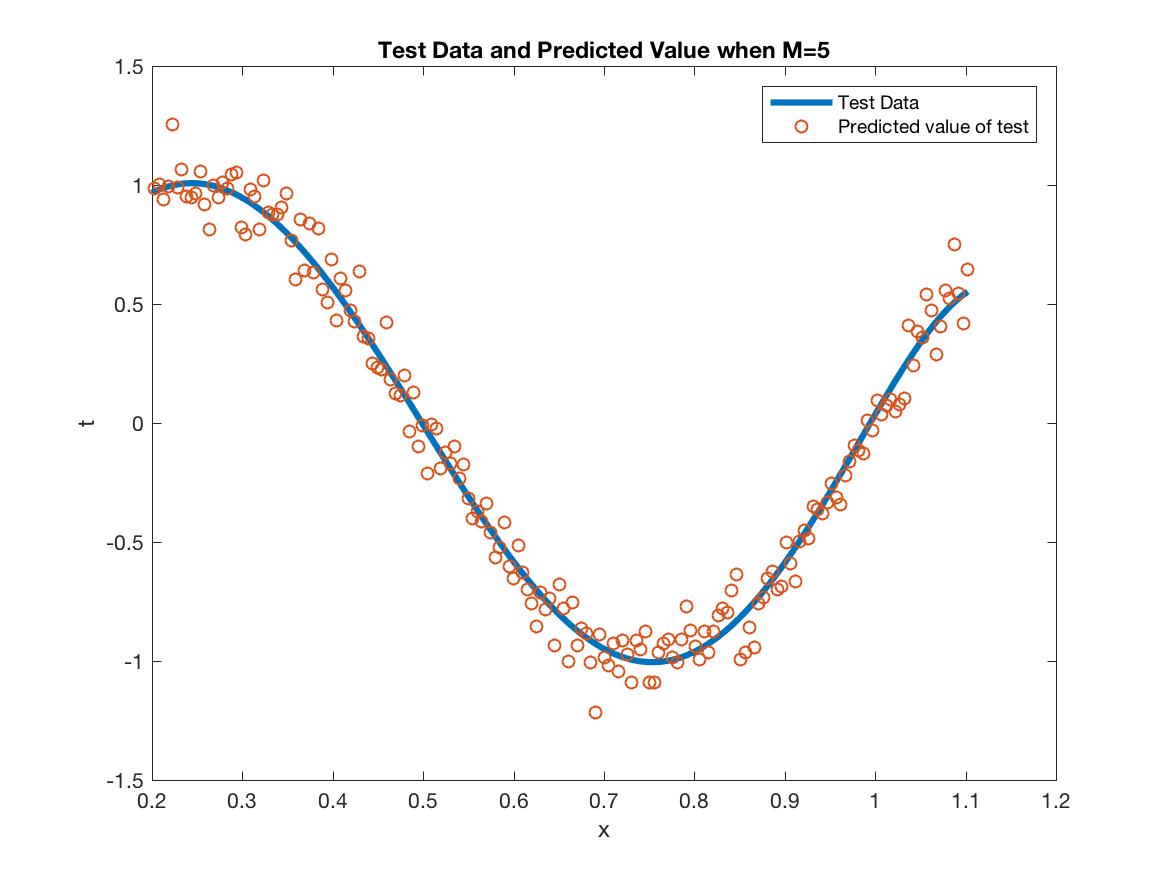 Test Data and Predicted Value when M=5
1.5
1
0.5
0
-0.5
-1
-1.5
t
Test Data
Predicted value of test
0.2 0.3 0.4 0.5 0.6 0.7 0.8 0.9 1 1.1 1.2
x